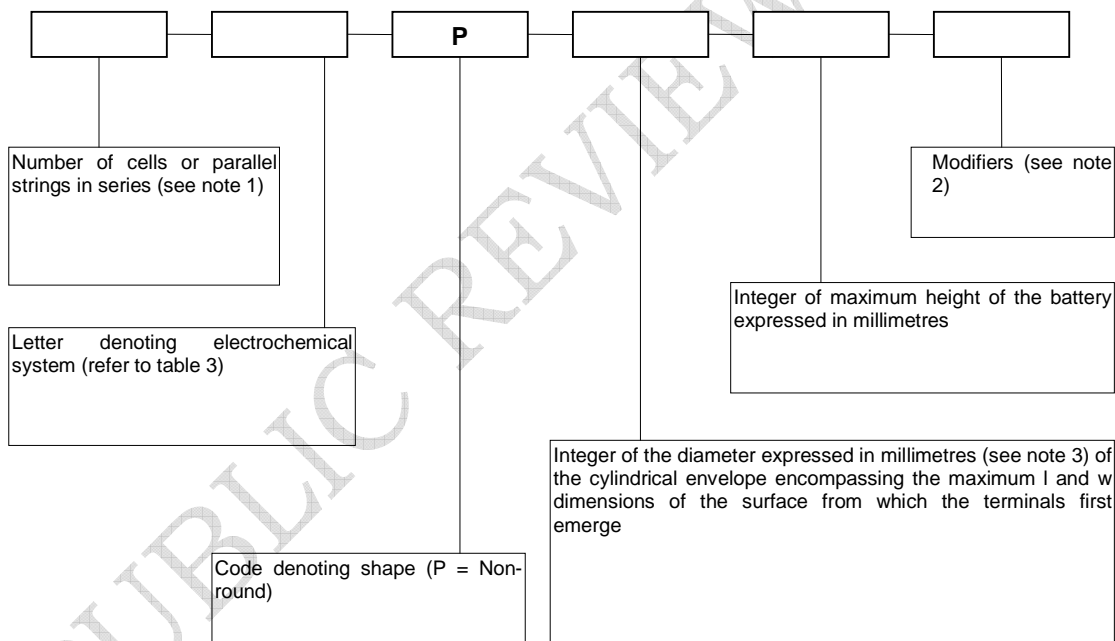 P
Number of cells or parallel
strings in series (see note 1)
Modifiers (see note
2)
Integer of maximum height of the battery
expressed in millimetres
Letter denoting electrochemical
system (refer to table 3)
Integer of the diameter expressed in millimetres (see note 3) of
the cylindrical envelope encompassing the maximum l and w
dimensions of the surface from which the terminals first
emerge
Code denoting shape (P = Non-
round)
PUBLIC REVIEW